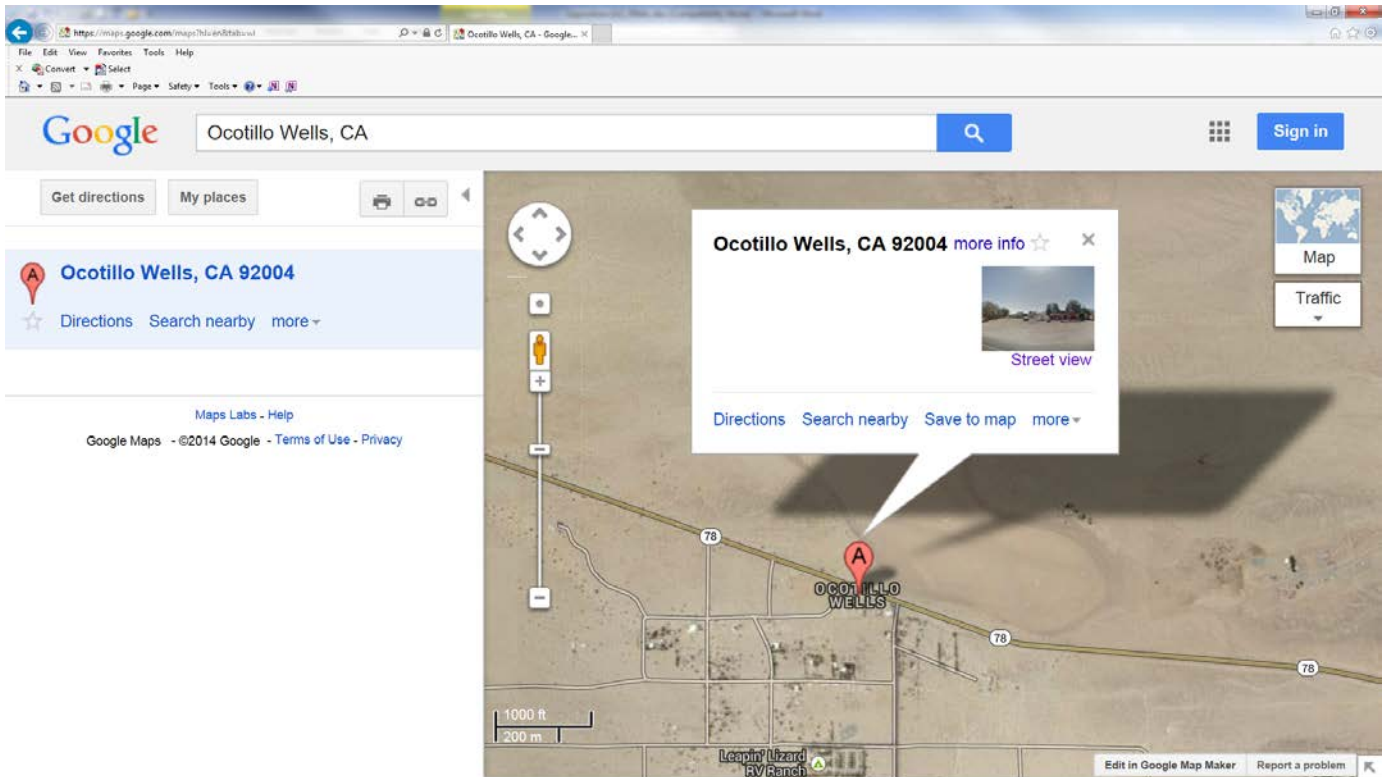 Ocotillo Wells, CA - Google...
File Edit View Favorites Tools Help
Convert Select
Page Safety Tools
Google
Ocotillo Wells, CA
Sign in
Get directions
My places
A
Ocotillo Wells, CA 92004
Directions Search nearby more
Maps Labs - Help
Google Maps - ©2014 Google - Terms of Use - Privacy
Ocotillo Wells, CA 92004 more info
Street view
Directions Search nearby Save to map more
Map
Traffic
78
A
OCOTILLO
WELLS
78
78
1000 ft
200 m
Leapin' Lizard
RV Ranch
Edit in Google Map Maker
Report a problem